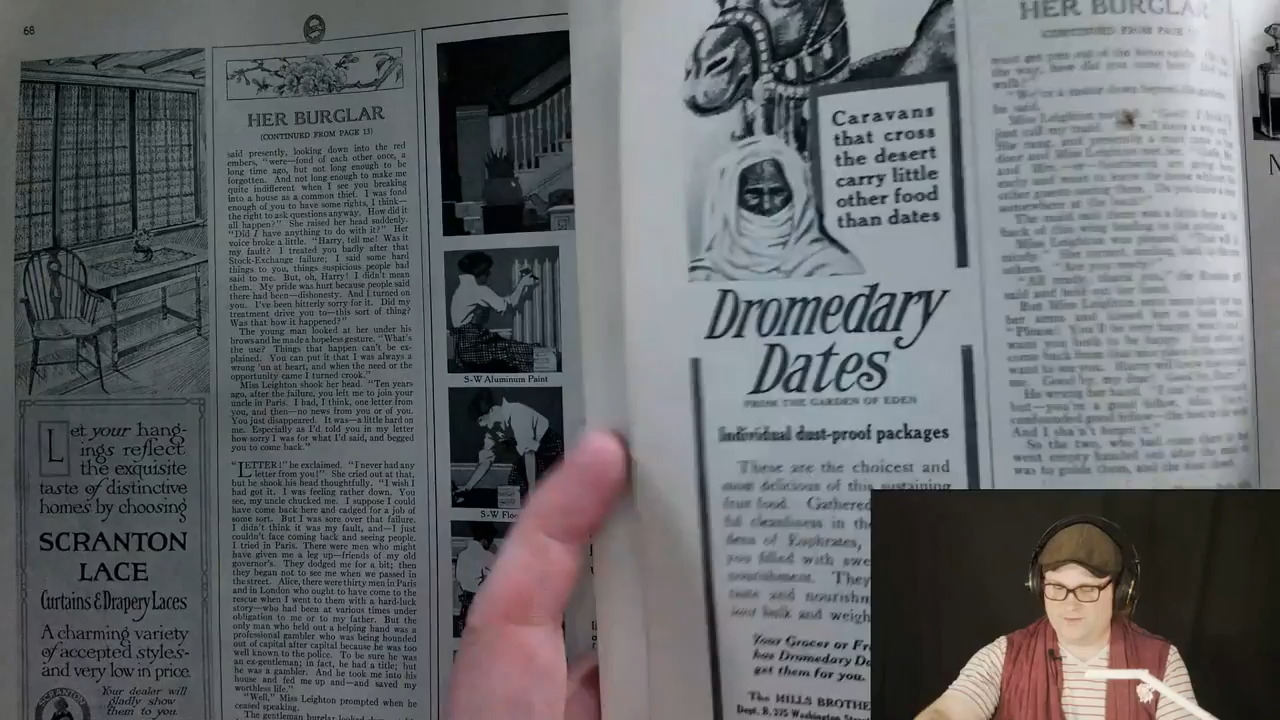 68
Let your hang-
ings reflect
the exquisite
taste of distinctive
homes by choosing
SCRANTON
LACE
Curtains & Drapery Laces
A charming variety
of accepted styles-
and very low in price.
SCRANTON
Your dealer will
gladly show
them to you.
HER BURGLAR
(CONTINUED FROM PAGE 13)
said presently, looking down into the red
embers, "were—fond of each other once, a
long time ago, but not long enough to be
forgotten. And not long enough to make me
quite indifferent when I see you breaking
into a house as a common thief. I was fond
enough of you to have some rights, I think—
the right to ask questions anyway. How did it
all happen?" She raised her head suddenly.
"Did I have anything to do with it?" Her
voice broke a little. "Harry, tell me! Was it
my fault? I treated you badly after that
Stock-Exchange failure; I said some hard
things to you, things suspicious people had
said to me. But, oh, Harry! I didn't mean
them. My pride was hurt because people said
there had been—dishonesty. And I turned on
you. I've been bitterly sorry for it. Did my
treatment drive you to—this sort of thing?
Was that how it happened?"
The young man looked at her under his
brows and he made a hopeless gesture. "What's
the use? Things that happen can't be ex-
plained. You can put it that I was always a
wrong 'un at heart, and when the need or the
opportunity came I turned crook."
Miss Leighton shook her head. "Ten years
ago, after the failure, you left me to join your
uncle in Paris. I had, I think, one letter from
you, and then—no news from you or of you.
You just disappeared. It was—a little hard on
me. Especially as I'd told you in my letter
how sorry I was for what I'd said, and begged
you to come back."
"LETTER!" he exclaimed. "I never had any
letter from you!" She cried out at that,
but he shook his head thoughtfully. "I wish I
had got it. I was feeling rather down. You
see, my uncle chucked me. I suppose I could
have come back here and cadged for a job of
some sort. But I was sore over that failure.
I didn't think it was my fault, and—I just
couldn't face coming back and seeing people.
I tried in Paris. There were men who might
have given me a leg up—friends of my old
governor's. They dodged me for a bit; then
they began not to see me when we passed in
the street. Alice, there were thirty men in Paris
and in London who ought to have come to the
rescue when I went to them with a hard-luck
story—who had been at various times under
obligation to me or to my father. But the
only man who held out a helping hand was a
professional gambler who was being hounded
out of capital after capital because he was too
well known to the police. To be sure he was
an ex-gentleman; in fact, he had a title; but
he was a gambler. And he took me into his
house and fed me up—and saved my
worthless life."
"Well," Miss Leighton prompted when he
ceased speaking.
The gentleman burglar looked
S-W Aluminum Paint
S-W Floo
Caravans
that cross
the desert
carry little
other food
than dates
Dromedary
Dates
FROM THE GARDEN OF EDEN
Individual dust-proof packages
These are the choicest and
most delicious of this sustaining
true food. Gathered
ful cleanliness in the
dens of Euphrates,
you filled with swe
nourishment. They
taste and nourishm
your bulk and weigh
Your Grocer or Fr
has Dromedary Da
get them for you.
The MILLS BROTHE
Dept. B, 375 Washington Stree
HER BURGLAR
(CONTINUED FROM PAGE